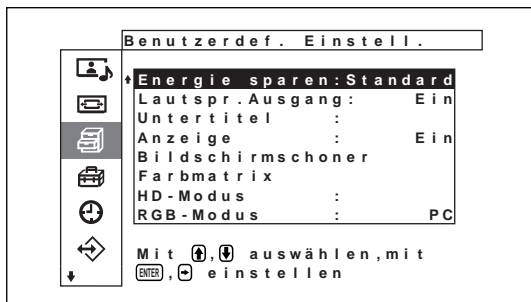 Benutzerdef. Einstell.
Energie sparen:Standard
Lautspr.Ausgang: Ein
Untertitel :
Anzeige : Ein
Bildschirmschoner
Farbmatrix
HD-Modus :
RGB-Modus : PC
Mit ↑,↓ auswählen,mit
ENTER,→ einstellen